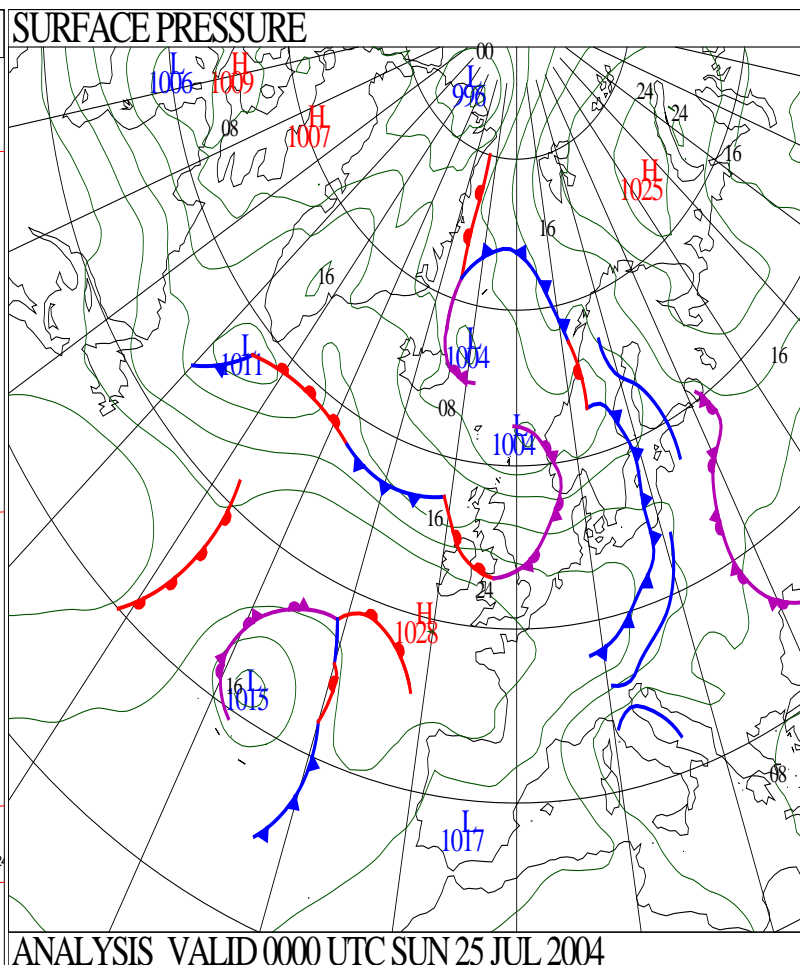 SURFACE PRESSURE
00
L
1006
H
1009
L
996
24
24
H
1007
08
16
H
1025
16
16
L
1011
L
1004
16
08
L
1004
16
24
H
1028
16
L
1015
08
L
1017
ANALYSIS VALID 0000 UTC SUN 25 JUL 2004